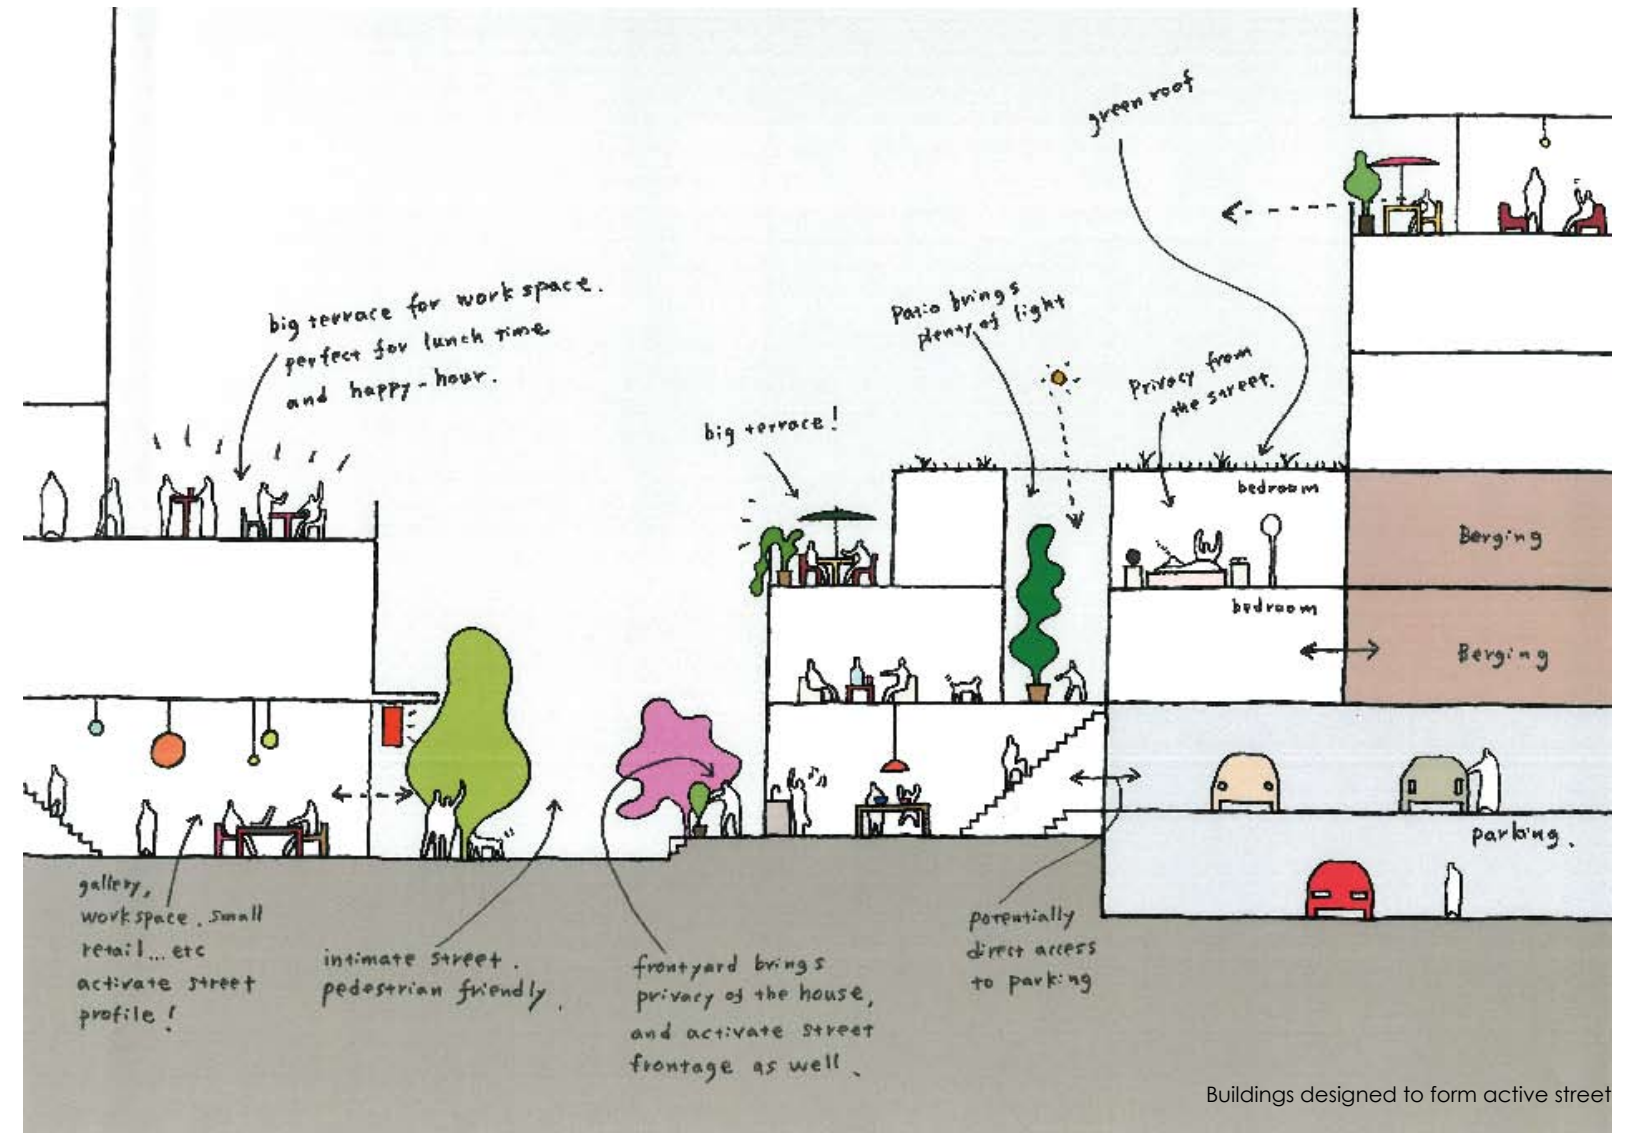 green roof
big terrace for work space.
perfect for lunch time
and happy-hour.
Patio brings
plenty of light
Privacy from
the street.
big terrace!
bedroom
Berging
bedroom
Berging
parking.
gallery,
workspace. small
retail... etc
activate street
profile!
intimate street.
pedestrian friendly.
frontyard brings
privacy of the house,
and activate street
frontage as well.
potentially
direct access
to parking
Buildings designed to form active street